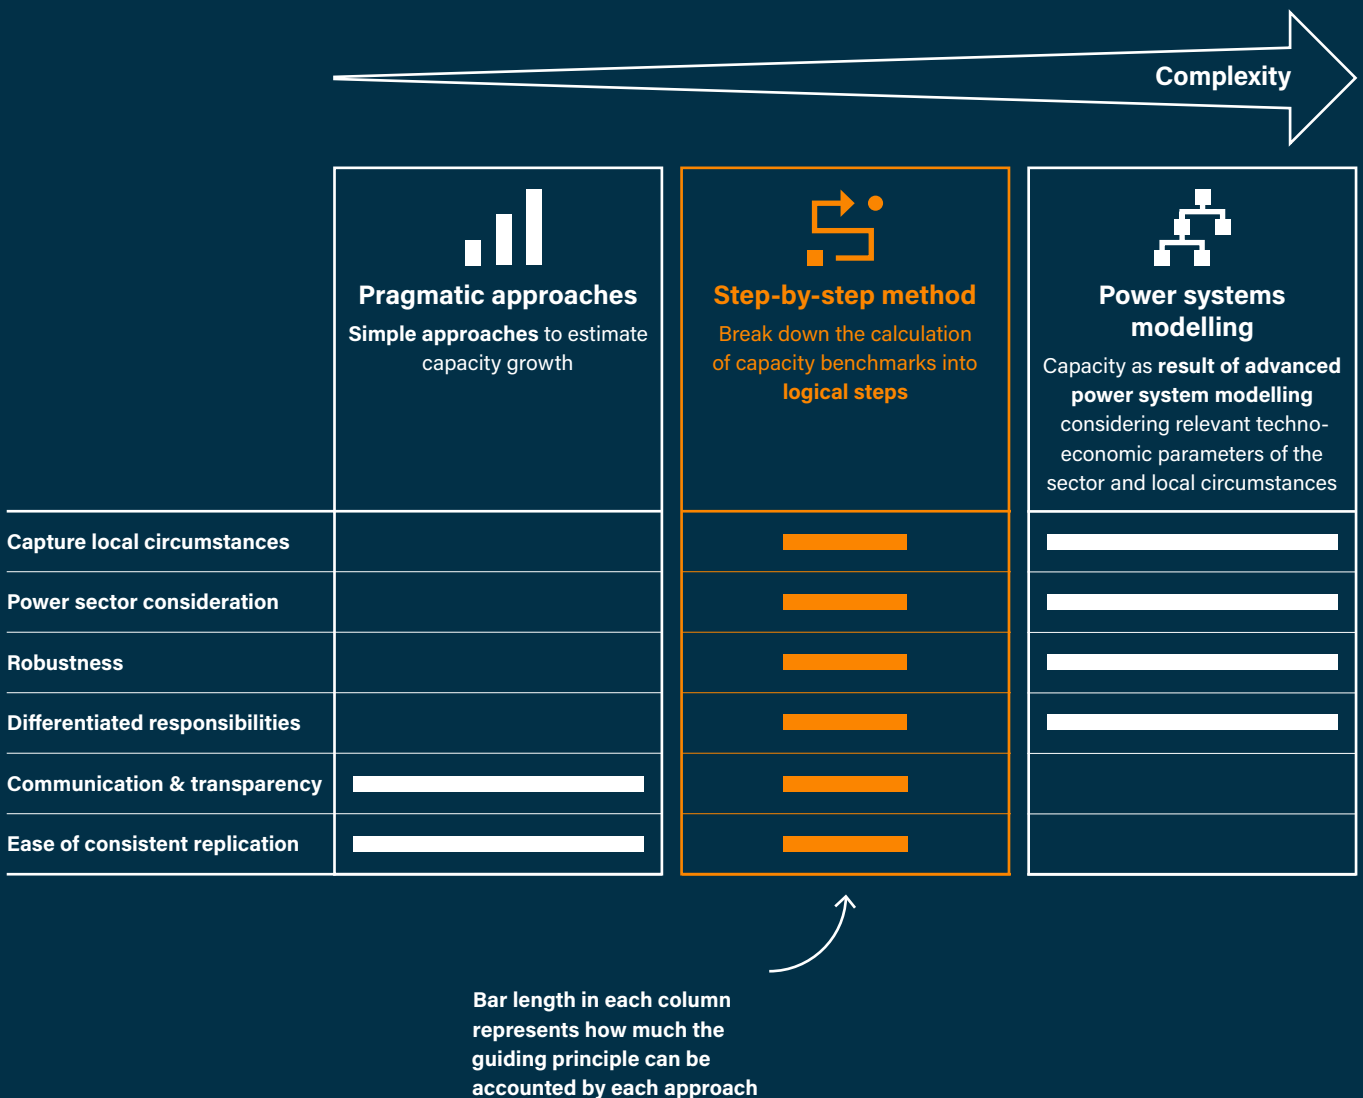 Complexity
Pragmatic approaches
Simple approaches to estimate
capacity growth
Step-by-step method
Break down the calculation
of capacity benchmarks into
logical steps
Power systems
modelling
Capacity as result of advanced
power system modelling
considering relevant techno-
economic parameters of the
sector and local circumstances
Capture local circumstances
Power sector consideration
Robustness
Differentiated responsibilities
Communication & transparency
Ease of consistent replication
Bar length in each column
represents how much the
guiding principle can be
accounted by each approach